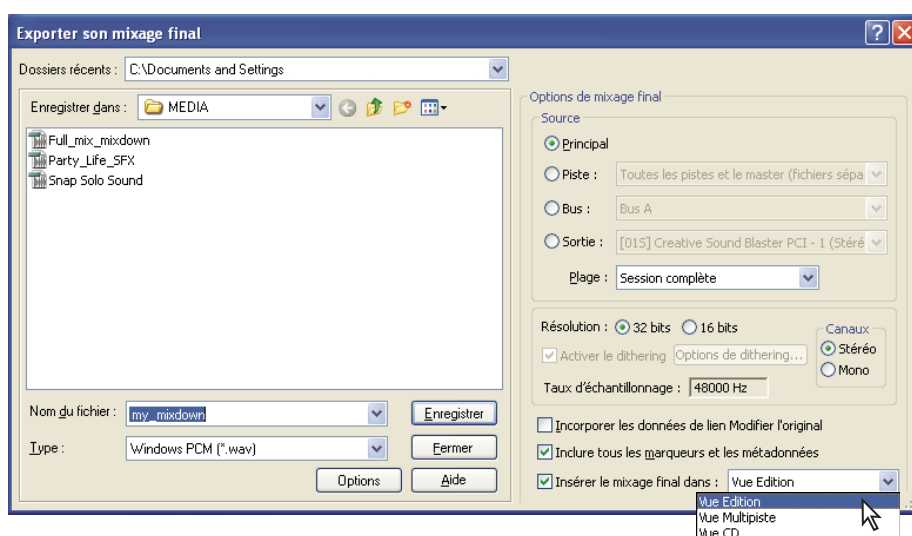 Exporter son mixage final
Dossiers récents : C:\Documents and Settings
Enregistrer dans : MEDIA
Full_mix_mixdown
Party_Life_SFX
Snap Solo Sound
Nom du fichier : my_mixdown
Enregistrer
Type : Windows PCM (*.wav)
Fermer
Options
Aide
Options de mixage final
Source
Principal
Piste : Toutes les pistes et le master (fichiers sépa
Bus : Bus A
Sortie : [01S] Creative Sound Blaster PCI - 1 (Stéré
Plage : Session complète
Résolution : 32 bits 16 bits
Activer le dithering Options de dithering...
Taux d'échantillonnage : 48000 Hz
Canaux
Stéréo
Mono
Incorporer les données de lien Modifier l'original
Inclure tous les marqueurs et les métadonnées
Insérer le mixage final dans : Vue Edition
Vue Edition
Vue Multipiste
Vue CD